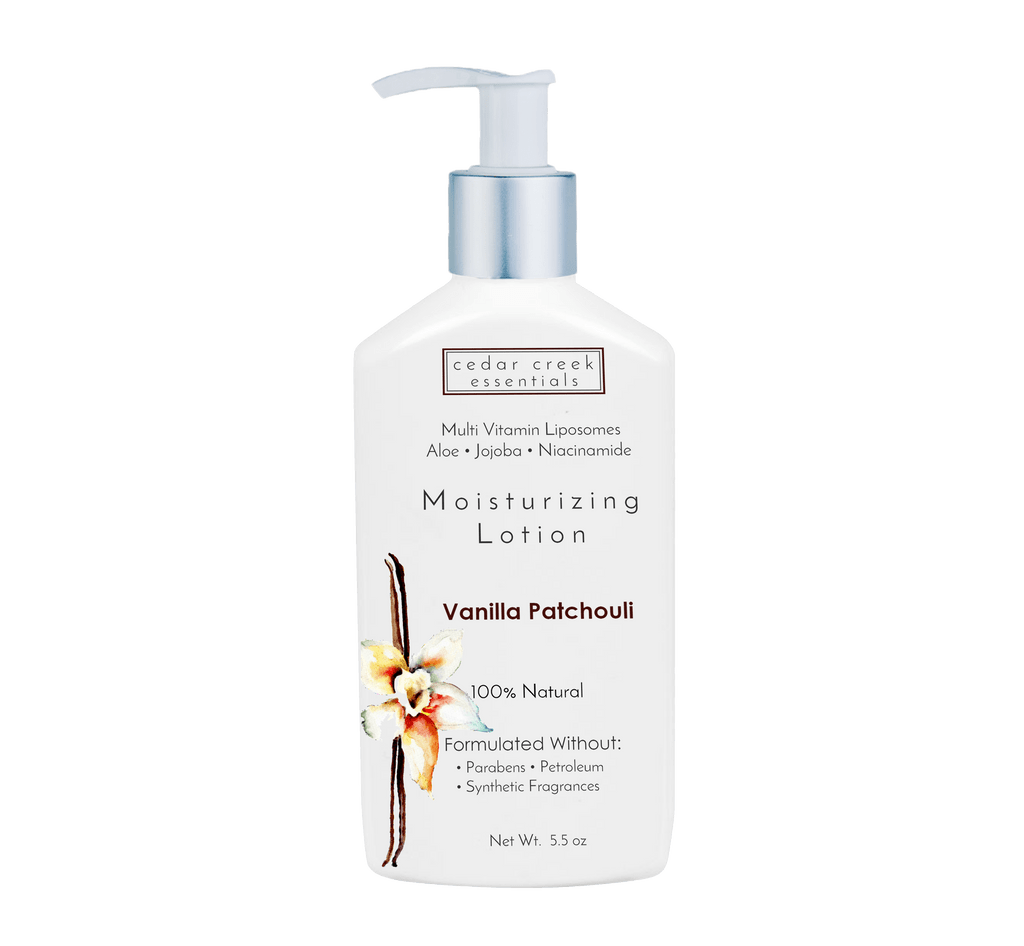 cedar creek
essentials
Multi Vitamin Liposomes
Aloe • Jojoba • Niacinamide
Moisturizing
Lotion
Vanilla Patchouli
100% Natural
Formulated Without:
• Parabens • Petroleum
• Synthetic Fragrances
Net Wt. 5.5 oz